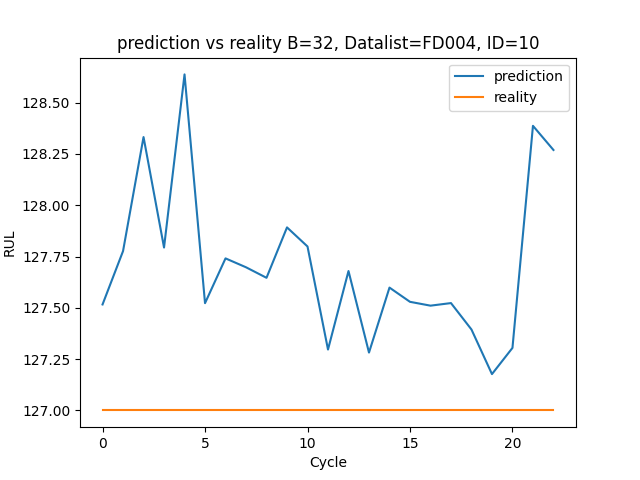 prediction vs reality B=32, Datalist=FD004, ID=10
prediction
reality
128.50
128.25
128.00
127.75
127.50
127.25
127.00
RUL
0
5
10
15
20
Cycle